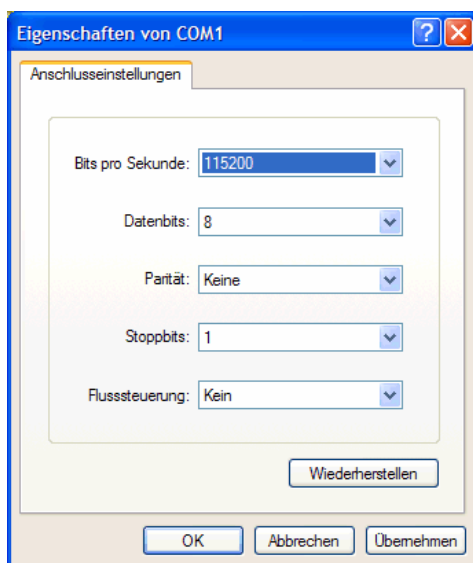 Eigenschaften von COM1
Anschlusseinstellungen
Bits pro Sekunde: 115200
Datenbits: 8
Parität: Keine
Stoppbits: 1
Flusssteuerung: Kein
Wiederherstellen
OK Abbrechen Übernehmen